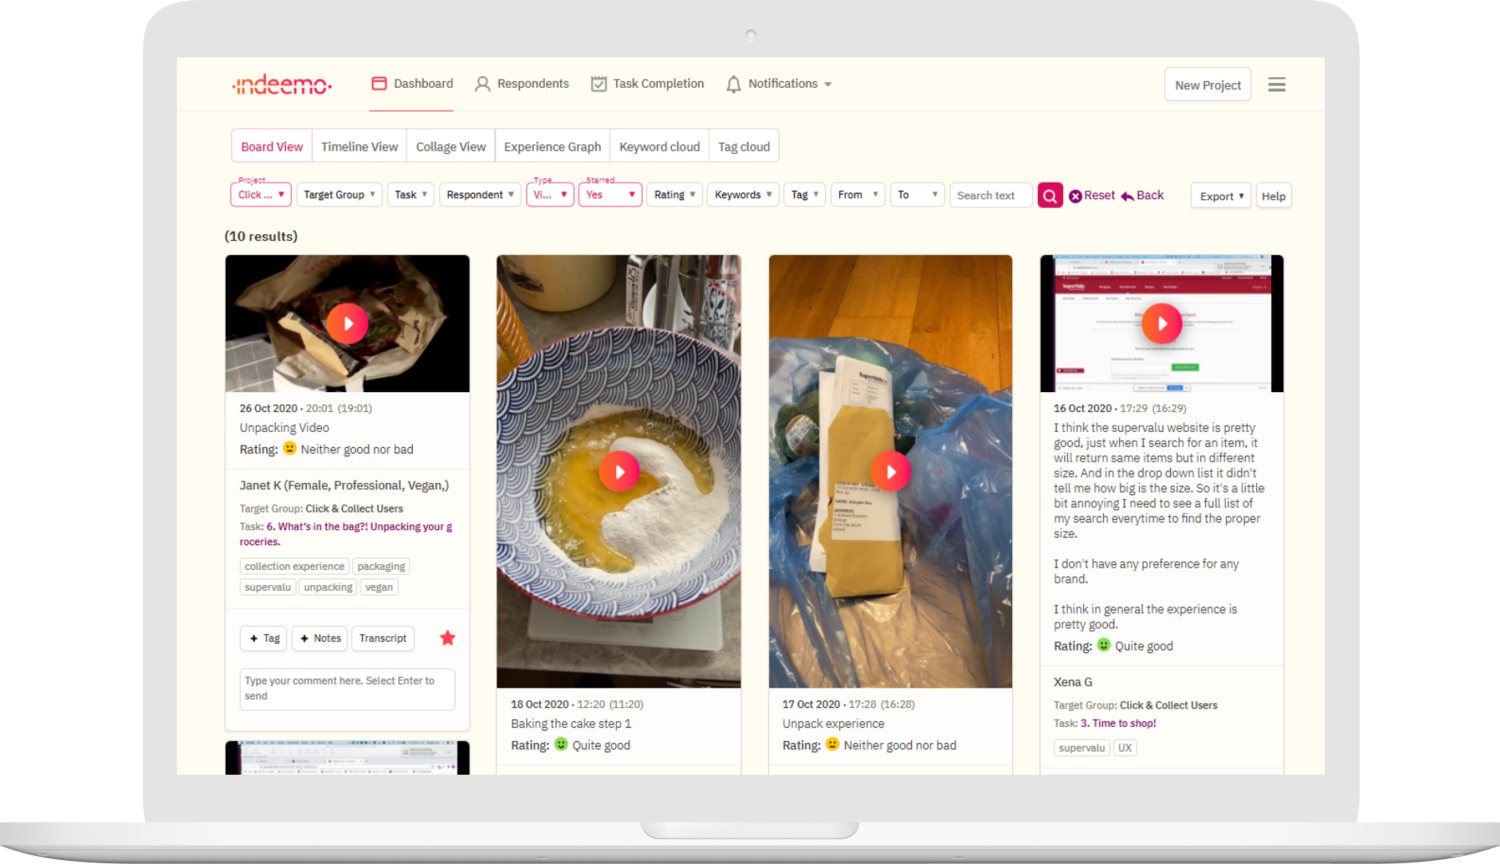 ·indeemo·
Dashboard
Respondents
Task Completion
Notifications
New Project
Board View
Timeline View
Collage View
Experience Graph
Keyword cloud
Tag cloud
Project
Click ...
Target Group
Task
Respondent
Type
Vi...
Starred
Yes
Rating
Keywords
Tag
From
To
Search text
Reset
Back
Export
Help
(10 results)
26 Oct 2020 · 20:01 (19:01)
Unpacking Video
Rating: Neither good nor bad
Janet K (Female, Professional, Vegan,)
Target Group: Click & Collect Users
Task: 6. What's in the bag?! Unpacking your g
roceries.
collection experience
packaging
supervalu
unpacking
vegan
+ Tag
+ Notes
Transcript
Type your comment here. Select Enter to
send
18 Oct 2020 · 12:20 (11:20)
Baking the cake step 1
Rating: Quite good
SuperValu
17 Oct 2020 · 17:28 (16:28)
Unpack experience
Rating: Neither good nor bad
SuperValu
16 Oct 2020 · 17:29 (16:29)
I think the supervalu website is pretty
good, just when I search for an item, it
will return same items but in different
size. And in the drop down list it didn't
tell me how big is the size. So it's a little
bit annoying I need to see a full list of
my search everytime to find the proper
size.
I don't have any preference for any
brand.
I think in general the experience is
pretty good.
Rating: Quite good
Xena G
Target Group: Click & Collect Users
Task: 3. Time to shop!
supervalu
UX